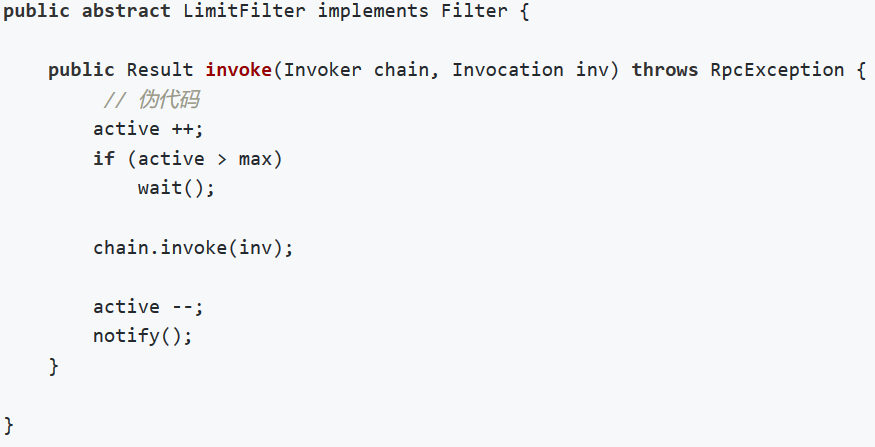 public abstract LimitFilter implements Filter {
public Result invoke(Invoker chain, Invocation inv) throws RpcException {
// 伪代码
active ++;
if (active > max)
wait();
chain.invoke(inv);
active --;
notify();
}
}